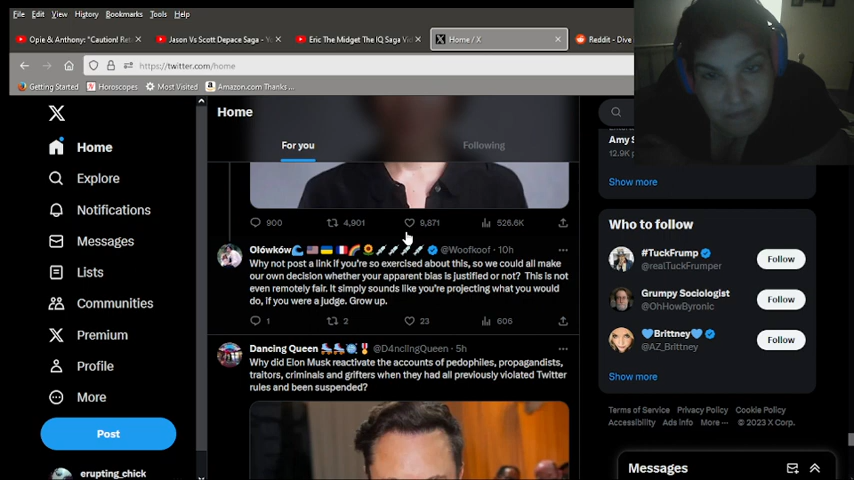 File Edit View History Bookmarks Tools Help
Opie & Anthony: "Caution! Ret
Jason Vs Scott Depace Saga - Y
Eric The Midget The IQ Saga Vi
Home / X
Reddit - Dive
https://twitter.com/home
Getting Started Horoscopes Most Visited Amazon.com Thanks ...
X
Home
Explore
Notifications
Messages
Lists
Communities
Premium
Profile
More
Post
erupting_chick
Home
For you Following
900 4,901 9,871 526.6K
Olówków @Woofkoof · 10h
Why not post a link if you're so exercised about this, so we could all make
our own decision whether your apparent bias is justified or not? This is not
even remotely fair. It simply sounds like you're projecting what you would
do, if you were a judge. Grow up.
1 2 23 606
Dancing Queen @D4ncingQueen · 5h
Why did Elon Musk reactivate the accounts of pedophiles, propagandists,
traitors, criminals and grifters when they had all previously violated Twitter
rules and been suspended?
Amy S
12.9K p
Show more
Who to follow
#TuckFrump
@realTuckFrumper
Follow
Grumpy Sociologist
@OhHowByronic
Follow
Brittney
@AZ_Brittney
Follow
Show more
Terms of Service Privacy Policy Cookie Policy
Accessibility Ads info More ... © 2023 X Corp.
Messages